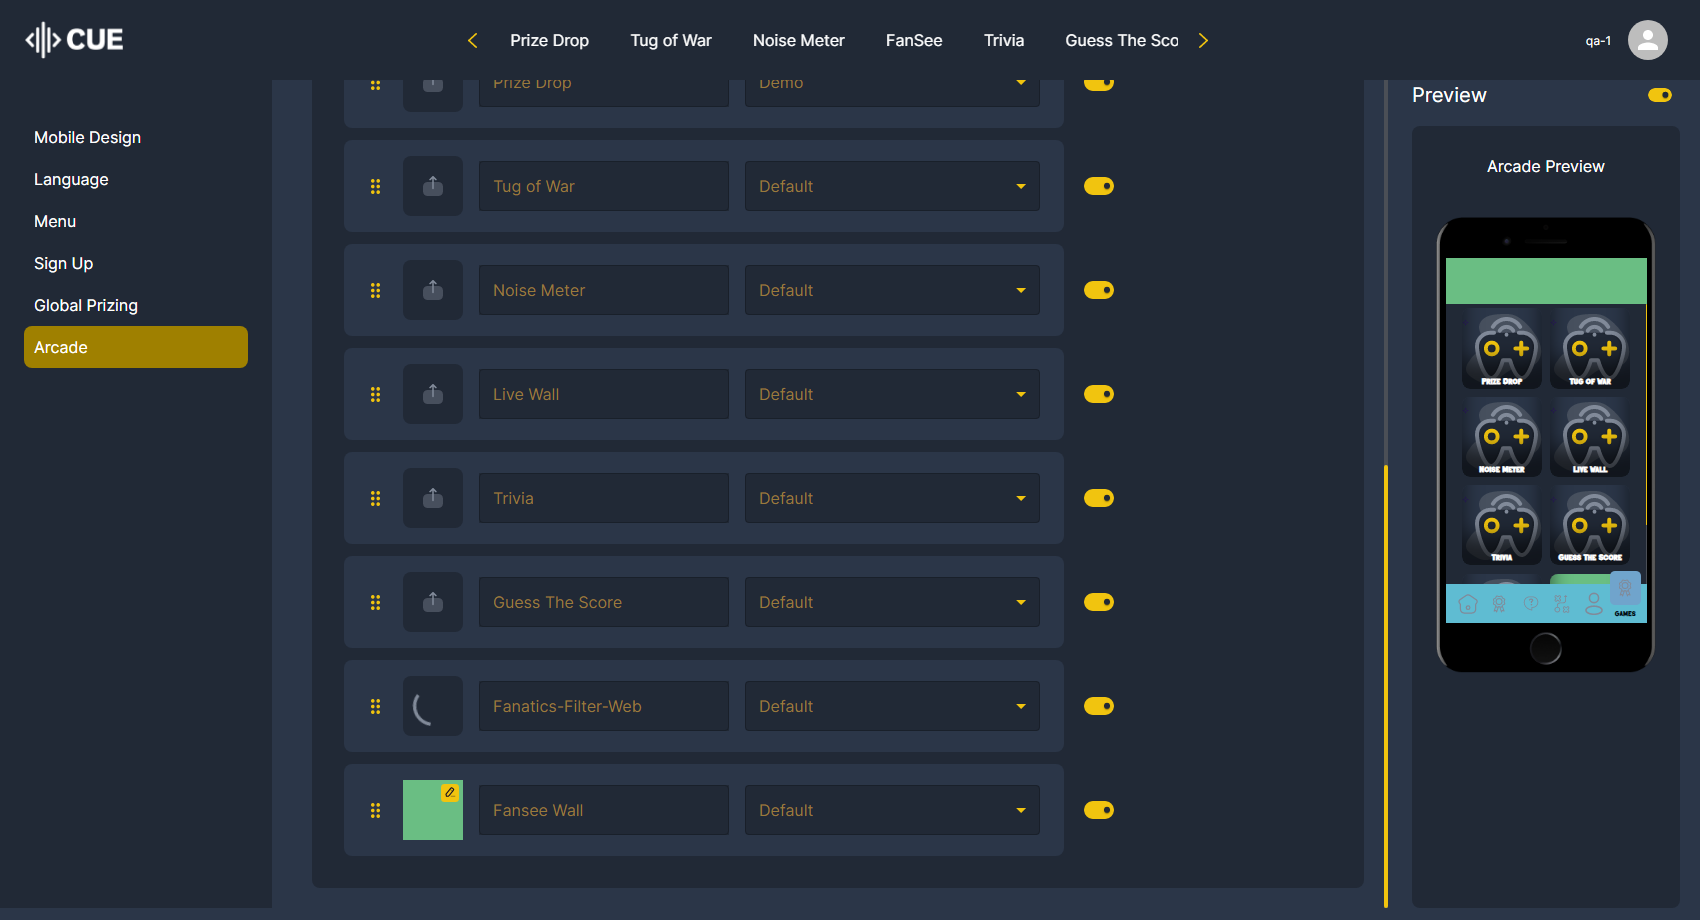 CUE
Prize Drop
Tug of War
Noise Meter
FanSee
Trivia
Guess The Sco
qa-1
Mobile Design
Language
Menu
Sign Up
Global Prizing
Arcade
Prize Drop
Demo
Tug of War
Default
Noise Meter
Default
Live Wall
Default
Trivia
Default
Guess The Score
Default
Fanatics-Filter-Web
Default
Fansee Wall
Default
Preview
Arcade Preview
Prize Drop
Tug of War
Noise Meter
Live Wall
Trivia
Guess The Score
GAMES